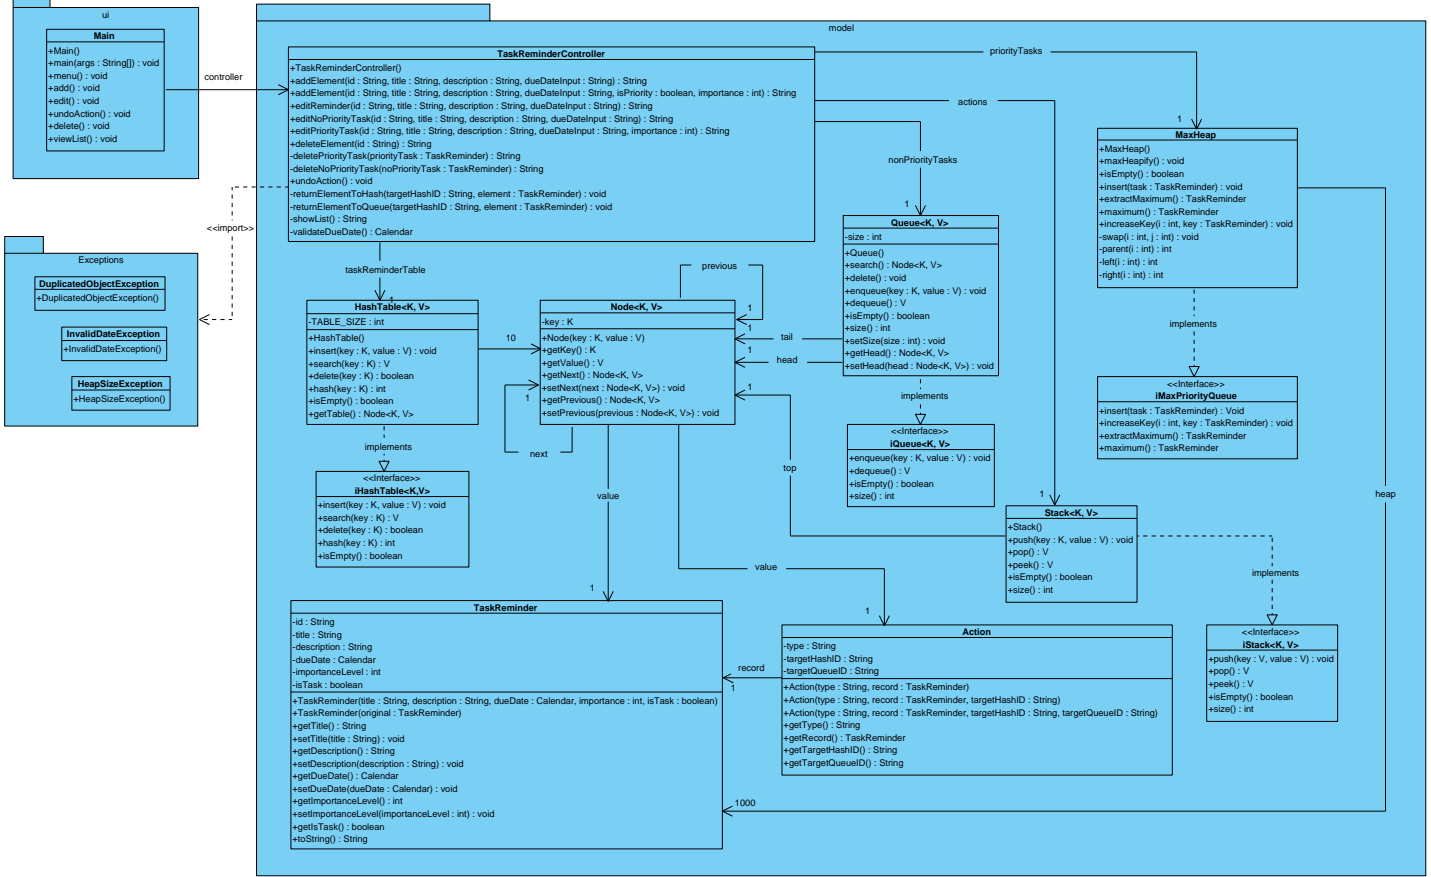 ui
Main
+Main()
+main(args : String[]) : void
+menu() : void
+add() : void
+edit() : void
+undoAction() : void
+delete() : void
+viewList() : void
controller
<<import>>
Exceptions
DuplicatedObjectException
+DuplicatedObjectException()
InvalidDateException
+InvalidDateException()
HeapSizeException
+HeapSizeException()
model
TaskReminderController
+TaskReminderController()
+addElement(id : String, title : String, description : String, dueDateInput : String) : String
+addElement(id : String, title : String, description : String, dueDateInput : String, isPriority : boolean, importance : int) : String
+editReminder(id : String, title : String, description : String, dueDateInput : String) : String
+editNoPriorityTask(id : String, title : String, description : String, dueDateInput : String) : String
+editPriorityTask(id : String, title : String, description : String, dueDateInput : String, importance : int) : String
+deleteElement(id : String) : String
-deletePriorityTask(priorityTask : TaskReminder) : String
-deleteNoPriorityTask(noPriorityTask : TaskReminder) : String
+undoAction() : void
-returnElementToHash(targetHashID : String, element : TaskReminder) : void
-returnElementToQueue(targetHashID : String, element : TaskReminder) : void
-showList() : String
-validateDueDate() : Calendar
priorityTasks
1
actions
1
nonPriorityTasks
1
taskReminderTable
1
MaxHeap
+MaxHeap()
+maxHeapify() : void
+isEmpty() : boolean
+insert(task : TaskReminder) : void
+extractMaximum() : TaskReminder
+maximum() : TaskReminder
+increaseKey(i : int, key : TaskReminder) : void
-swap(i : int, j : int) : void
-parent(i : int) : int
-left(i : int) : int
-right(i : int) : int
implements
<<Interface>>
iMaxPriorityQueue
+insert(task : TaskReminder) : Void
+increaseKey(i : int, key : TaskReminder) : void
+extractMaximum() : TaskReminder
+maximum() : TaskReminder
heap
1000
Queue<K, V>
-size : int
+Queue()
+search() : Node<K, V>
+delete() : void
+enqueue(key : K, value : V) : void
+dequeue() : V
+isEmpty() : boolean
+size() : int
+setSize(size : int) : void
+getHead() : Node<K, V>
+setHead(head : Node<K, V>) : void
tail
1
head
1
implements
<<Interface>>
iQueue<K, V>
+enqueue(key : K, value : V) : void
+dequeue() : V
+isEmpty() : boolean
+size() : int
HashTable<K, V>
-TABLE_SIZE : int
+HashTable()
+insert(key : K, value : V) : void
+search(key : K) : V
+delete(key : K) : boolean
+hash(key : K) : int
+isEmpty() : boolean
+getTable() : Node<K, V>
10
implements
<<Interface>>
iHashTable<K,V>
+insert(key : K, value : V) : void
+search(key : K) : V
+delete(key : K) : boolean
+hash(key : K) : int
+isEmpty() : boolean
previous
1
Node<K, V>
-key : K
+Node(key : K, value : V)
+getKey() : K
+getValue() : V
+getNext() : Node<K, V>
+setNext(next : Node<K, V>) : void
+getPrevious() : Node<K, V>
+setPrevious(previous : Node<K, V>) : void
1
next
top
1
value
1
value
1
Stack<K, V>
+Stack()
+push(key : K, value : V) : void
+pop() : V
+peek() : V
+isEmpty() : boolean
+size() : int
implements
<<Interface>>
iStack<K, V>
+push(key : V, value : V) : void
+pop() : V
+peek() : V
+isEmpty() : boolean
+size() : int
TaskReminder
-id : String
-title : String
-description : String
-dueDate : Calendar
-importanceLevel : int
-isTask : boolean
+TaskReminder(title : String, description : String, dueDate : Calendar, importance : int, isTask : boolean)
+TaskReminder(original : TaskReminder)
+getTitle() : String
+setTitle(title : String) : void
+getDescription() : String
+setDescription(description : String) : void
+getDueDate() : Calendar
+setDueDate(dueDate : Calendar) : void
+getImportanceLevel() : int
+setImportanceLevel(importanceLevel : int) : void
+getIsTask() : boolean
+toString() : String
record
1
Action
-type : String
-targetHashID : String
-targetQueueID : String
+Action(type : String, record : TaskReminder)
+Action(type : String, record : TaskReminder, targetHashID : String)
+Action(type : String, record : TaskReminder, targetHashID : String, targetQueueID : String)
+getType() : String
+getRecord() : TaskReminder
+getTargetHashID() : String
+getTargetQueueID() : String